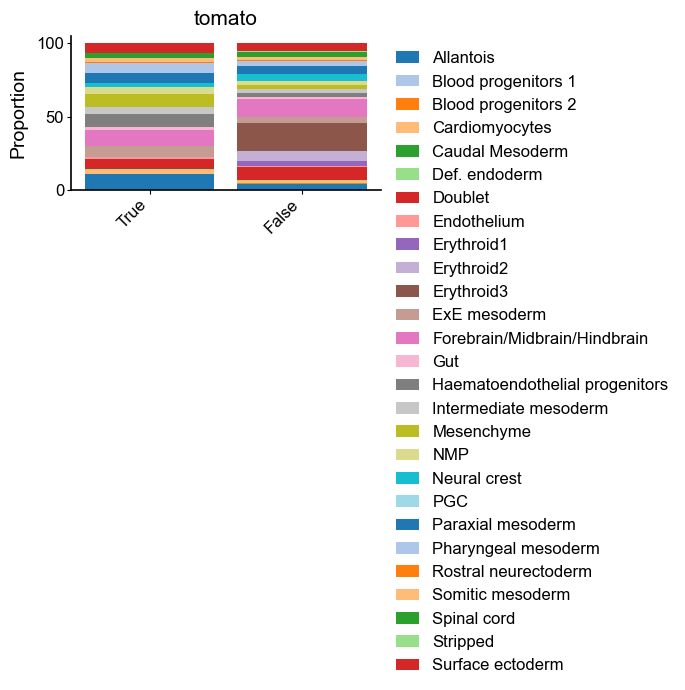 tomato
100
50
0
Proportion
True
False
Allantois
Blood progenitors 1
Blood progenitors 2
Cardiomyocytes
Caudal Mesoderm
Def. endoderm
Doublet
Endothelium
Erythroid1
Erythroid2
Erythroid3
ExE mesoderm
Forebrain/Midbrain/Hindbrain
Gut
Haematoendothelial progenitors
Intermediate mesoderm
Mesenchyme
NMP
Neural crest
PGC
Paraxial mesoderm
Pharyngeal mesoderm
Rostral neurectoderm
Somitic mesoderm
Spinal cord
Stripped
Surface ectoderm